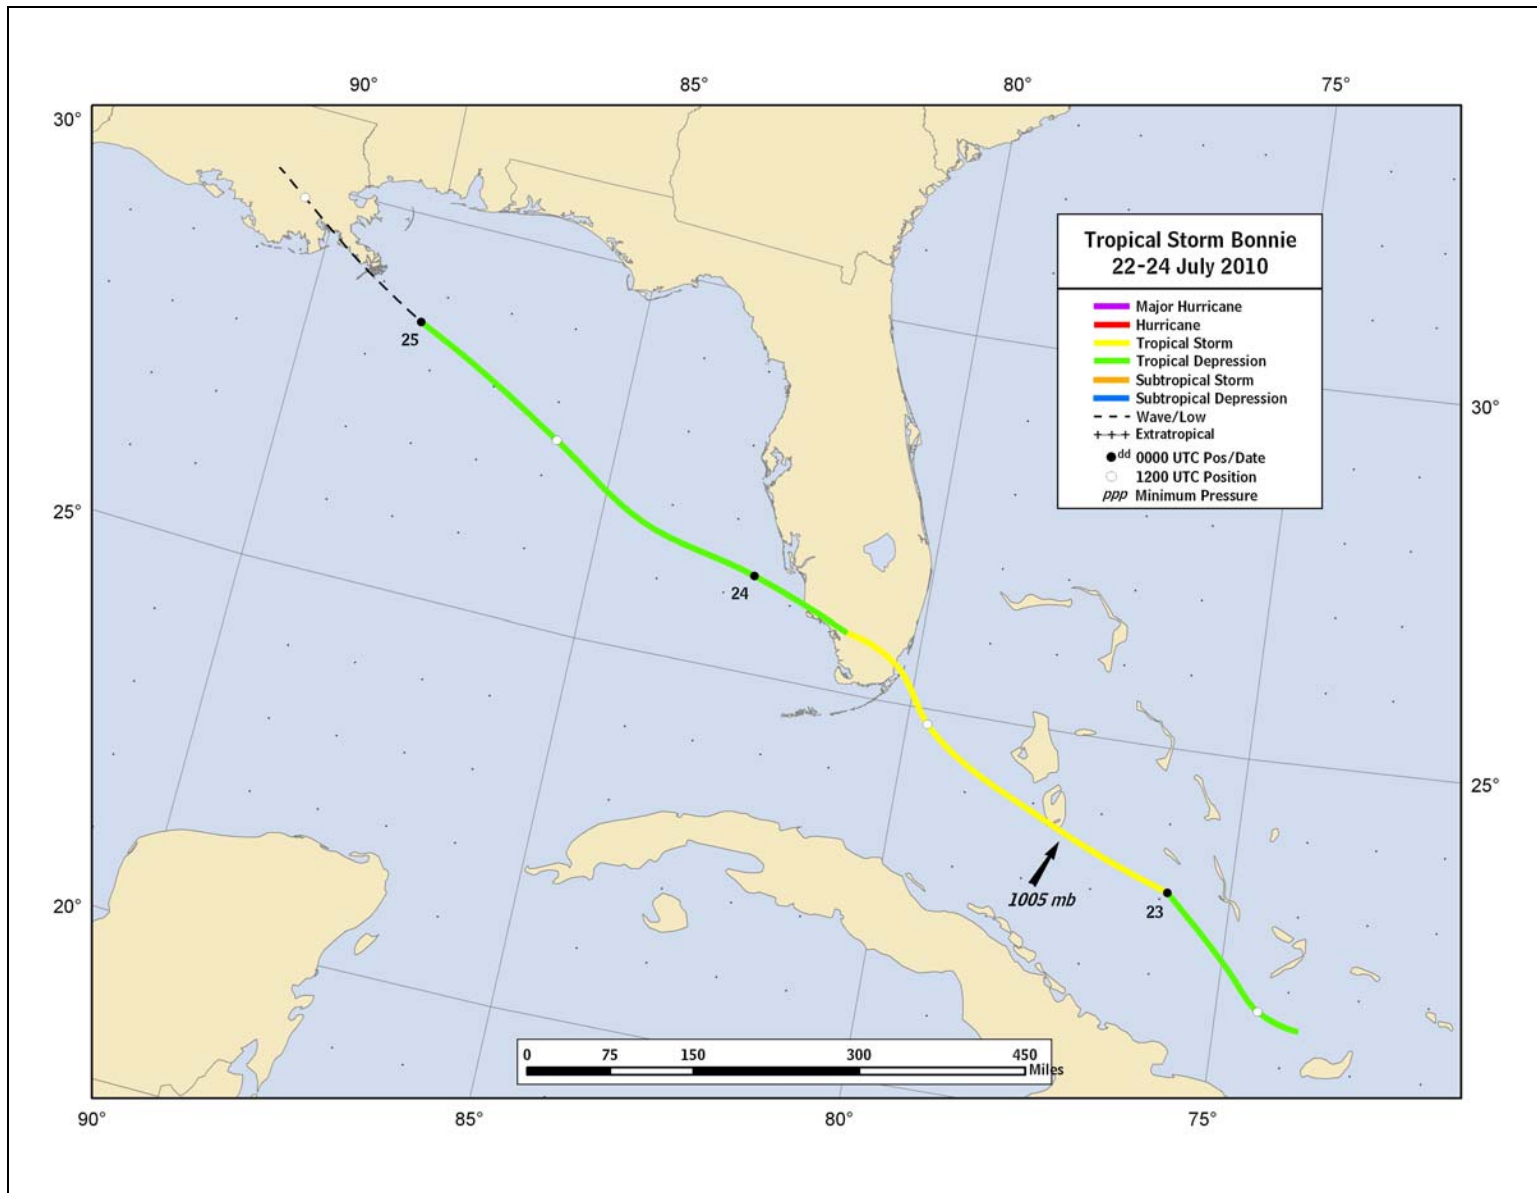 90° 85° 80° 75°
30°
Tropical Storm Bonnie
22-24 July 2010
Major Hurricane
Hurricane
Tropical Storm
Tropical Depression
Subtropical Storm
Subtropical Depression
Wave/Low
Extratropical
dd 0000 UTC Pos/Date
1200 UTC Position
ppp Minimum Pressure
25
30°
25°
24
25°
1005 mb
20°
23
0 75 150 300 450
Miles
90° 85° 80° 75°